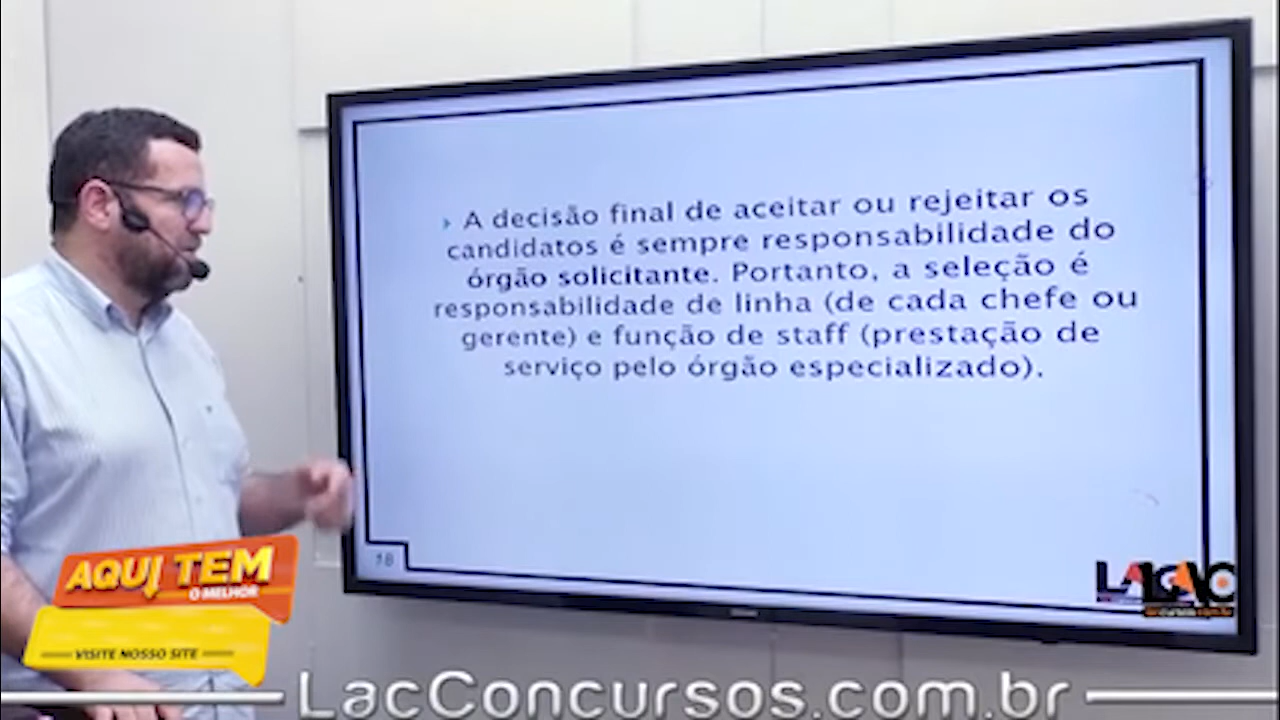 A decisão final de aceitar ou rejeitar os
candidatos é sempre responsabilidade do
órgão solicitante. Portanto, a seleção é
responsabilidade de linha (de cada chefe ou
gerente) e função de staff (prestação de
serviço pelo órgão especializado).
18
AQUI TEM
O MELHOR
VISITE NOSSO SITE
LacConcursos.com.br